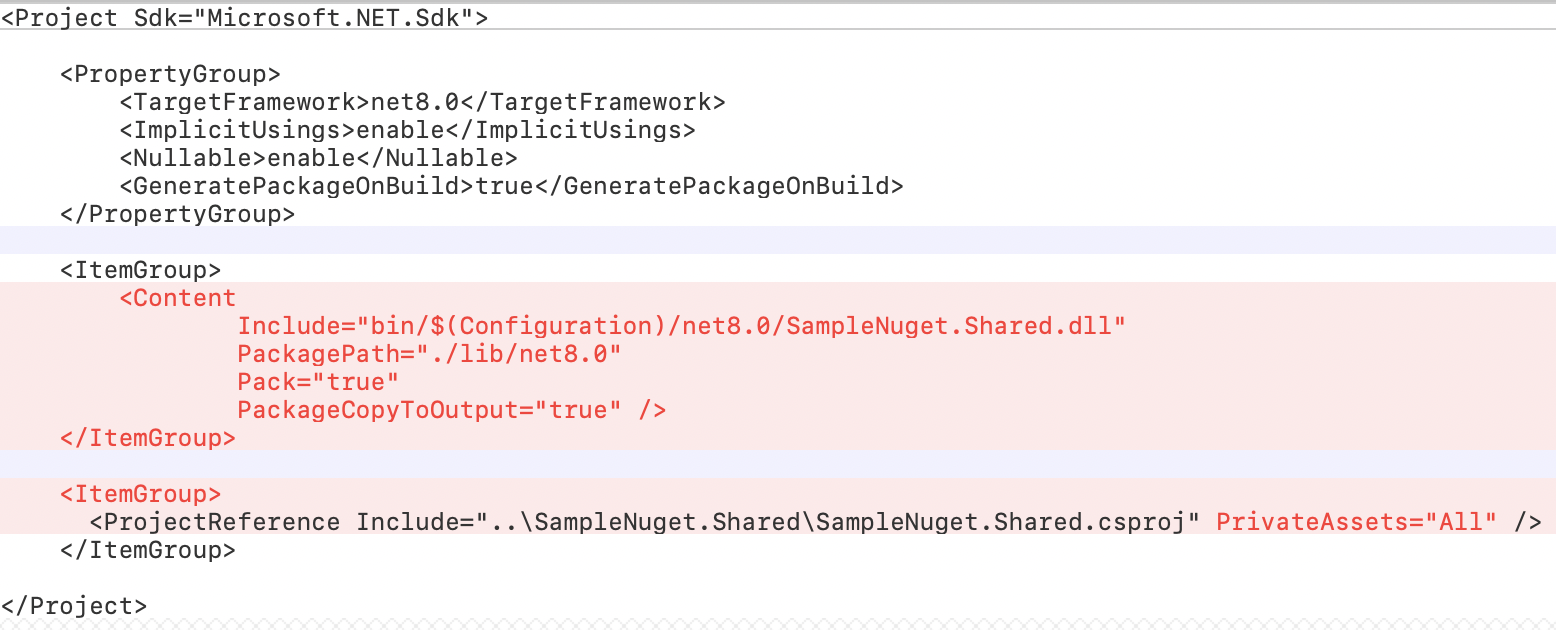 <Project Sdk="Microsoft.NET.Sdk">
<PropertyGroup>
<TargetFramework>net8.0</TargetFramework>
<ImplicitUsings>enable</ImplicitUsings>
<Nullable>enable</Nullable>
<GeneratePackageOnBuild>true</GeneratePackageOnBuild>
</PropertyGroup>
<ItemGroup>
<Content
Include="bin/$(Configuration)/net8.0/SampleNuget.Shared.dll"
PackagePath="./lib/net8.0"
Pack="true"
PackageCopyToOutput="true" />
</ItemGroup>
<ItemGroup>
<ProjectReference Include="..\SampleNuget.Shared\SampleNuget.Shared.csproj" PrivateAssets="All" />
</ItemGroup>
</Project>